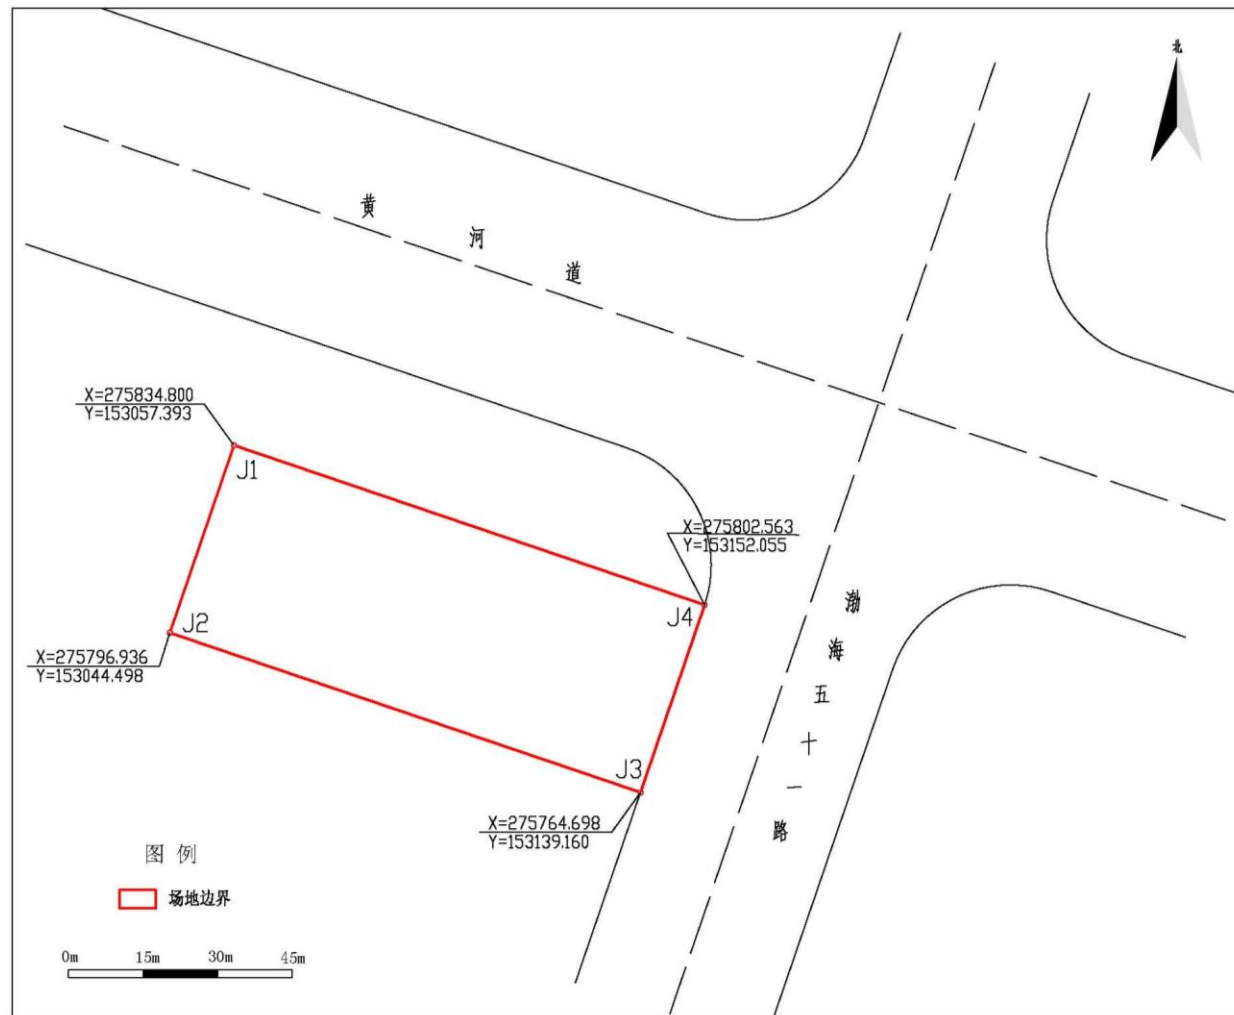 北
黄河道
X=275834.800
Y=153057.393
J1
X=275802.563
Y=153152.055
J4
J2
X=275796.936
Y=153044.498
渤海五十一路
J3
X=275764.698
Y=153139.160
图 例
场地边界
0m 15m 30m 45m